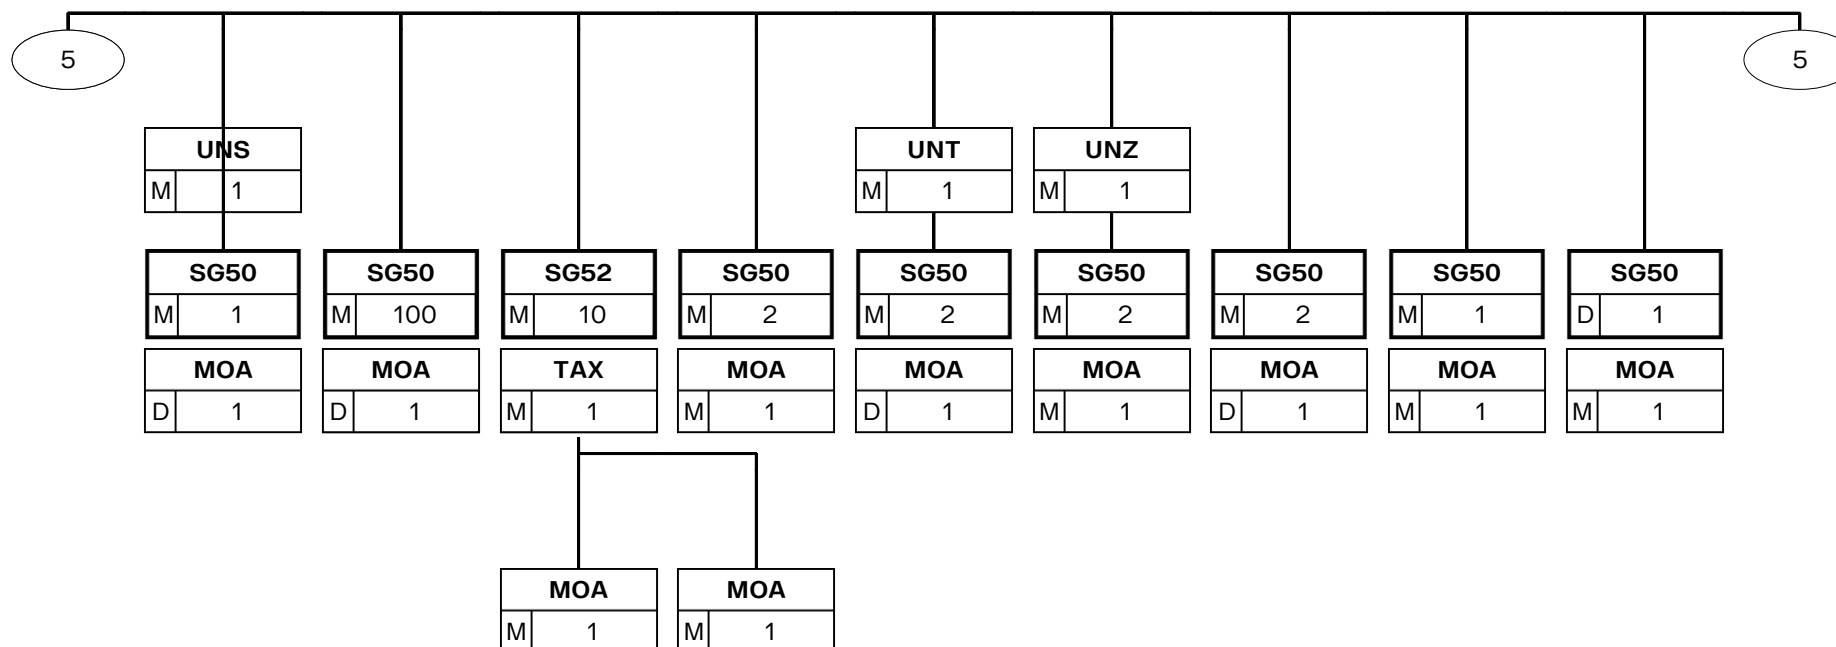 5 5
UNS UNT UNZ
M 1 M 1 M 1
SG50 SG50 SG52 SG50 SG50 SG50 SG50 SG50 SG50
M 1 M 100 M 10 M 2 M 2 M 2 M 2 M 1 D 1
MOA MOA TAX MOA MOA MOA MOA MOA MOA
D 1 D 1 M 1 M 1 D 1 M 1 D 1 M 1 M 1
MOA MOA
M 1 M 1